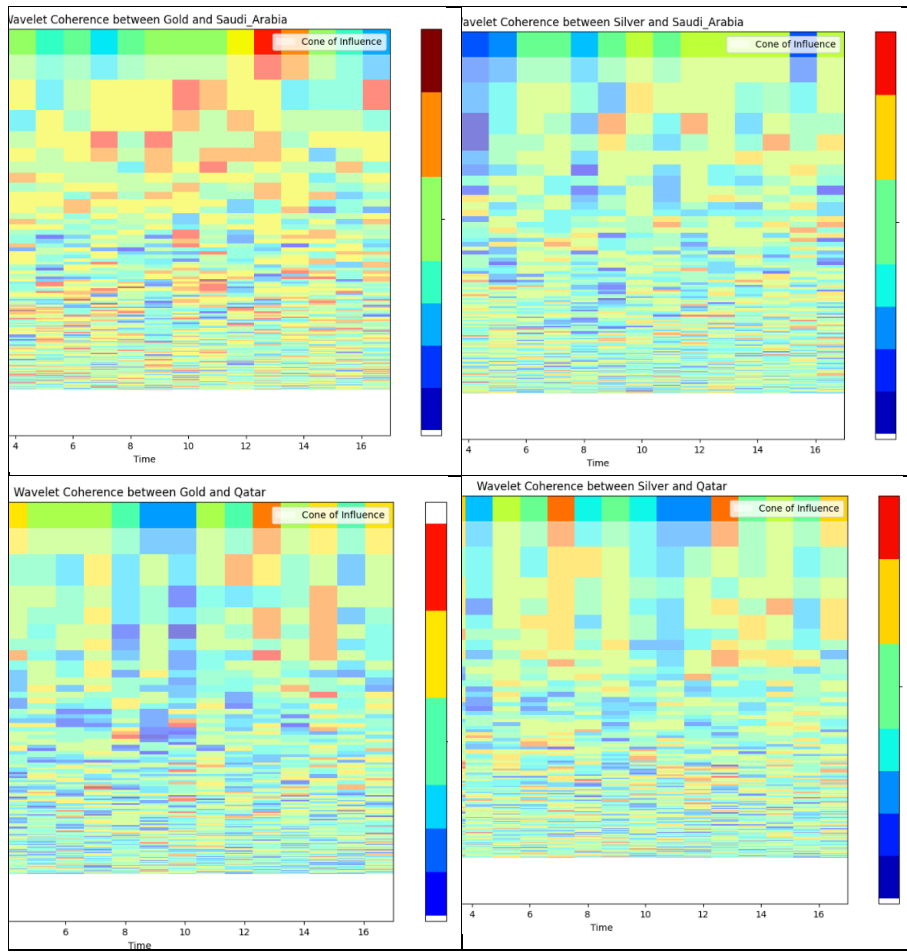 Wavelet Coherence between Gold and Saudi_Arabia
Cone of Influence
4 6 8 10 12 14 16
Time
Wavelet Coherence between Silver and Saudi_Arabia
Cone of Influence
4 6 8 10 12 14 16
Time
Wavelet Coherence between Gold and Qatar
Cone of Influence
6 8 10 12 14 16
Time
Wavelet Coherence between Silver and Qatar
Cone of Influence
4 6 8 10 12 14 16
Time